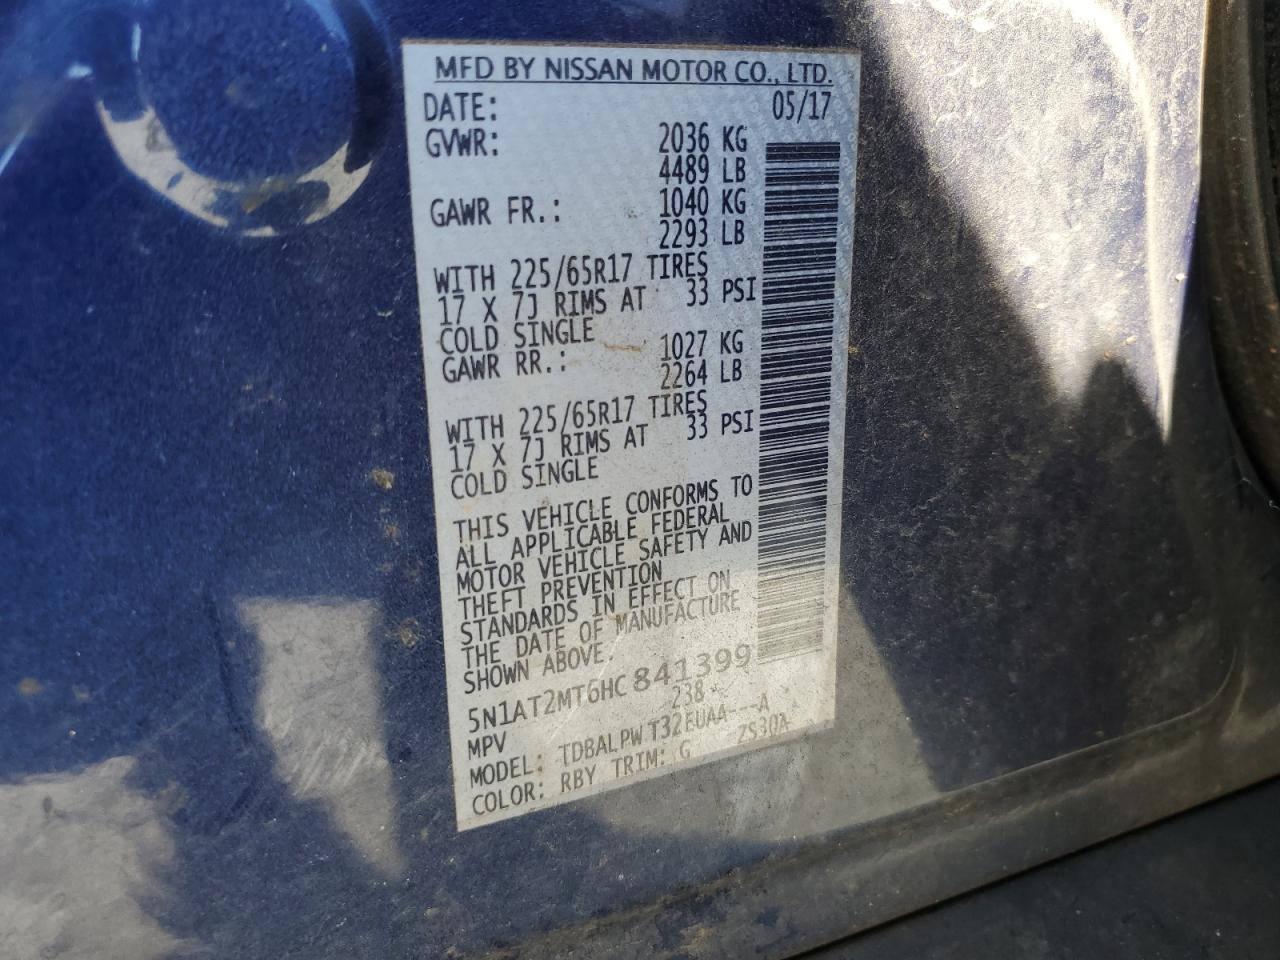 MFD BY NISSAN MOTOR CO., LTD.
DATE: 05/17
GVWR: 2036 KG
4489 LB
GAWR FR.: 1040 KG
2293 LB
WITH 225/65R17 TIRES
17 X 7J RIMS AT 33 PSI
COLD SINGLE
GAWR RR.: 1027 KG
2264 LB
WITH 225/65R17 TIRES
17 X 7J RIMS AT 33 PSI
COLD SINGLE
THIS VEHICLE CONFORMS TO
ALL APPLICABLE FEDERAL
MOTOR VEHICLE SAFETY AND
THEFT PREVENTION
STANDARDS IN EFFECT ON
THE DATE OF MANUFACTURE
SHOWN ABOVE
5N1AT2MT6HC841399
MPV 238
MODEL: TDBALPWT32EUAA---A
COLOR: RBY TRIM: G ZS30A